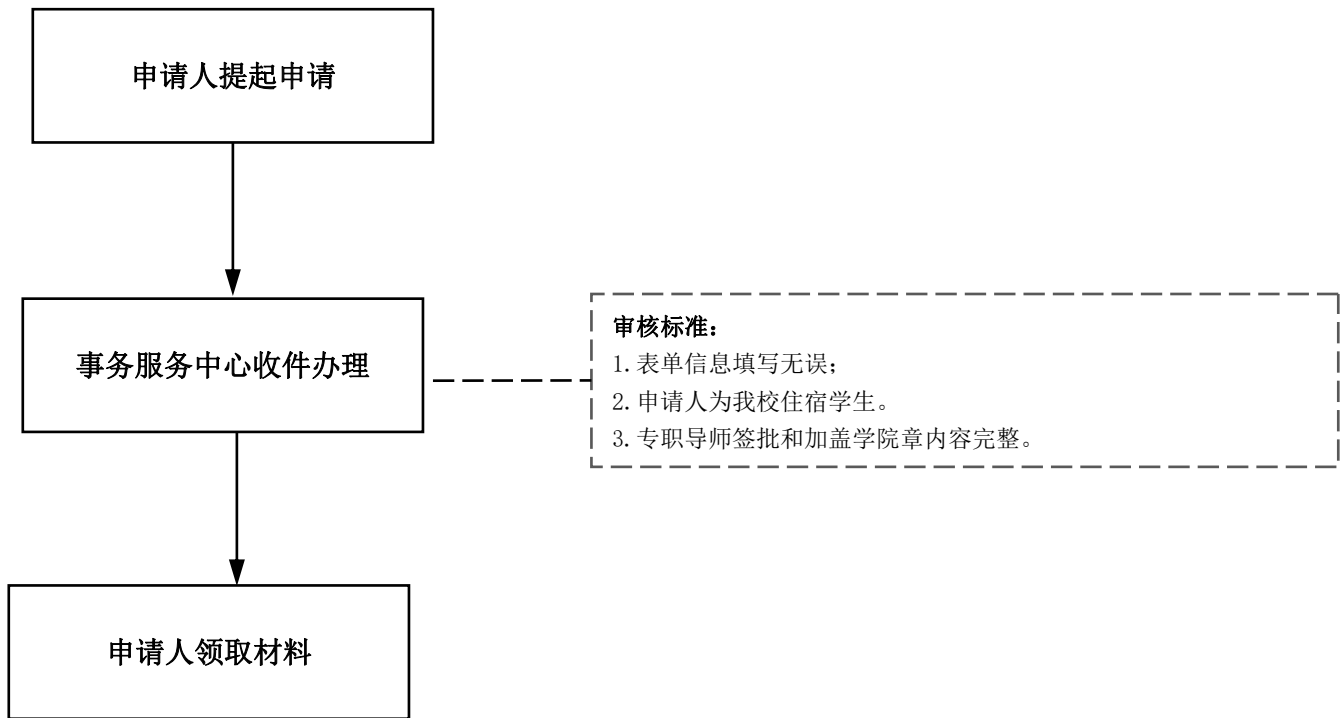 申请人提起申请
事务服务中心收件办理
审核标准：
1.表单信息填写无误；
2.申请人为我校住宿学生。
3.专职导师签批和加盖学院章内容完整。
申请人领取材料